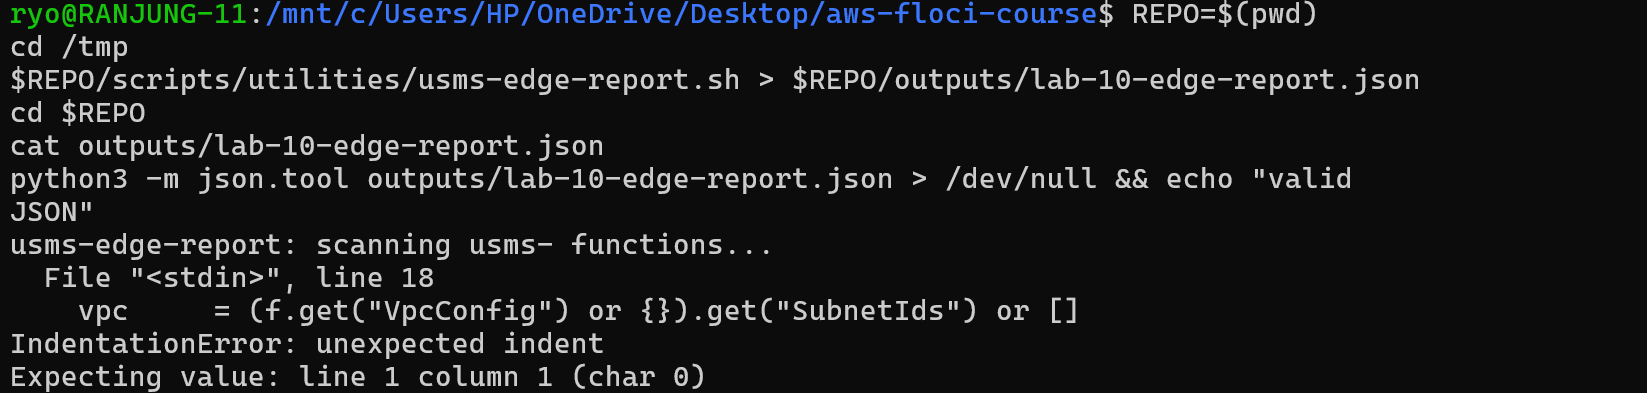 ryo@RANJUNG-11:/mnt/c/Users/HP/OneDrive/Desktop/aws-floci-course$ REPO=$(pwd)
cd /tmp
$REPO/scripts/utilities/usms-edge-report.sh > $REPO/outputs/lab-10-edge-report.json
cd $REPO
cat outputs/lab-10-edge-report.json
python3 -m json.tool outputs/lab-10-edge-report.json > /dev/null && echo "valid
JSON"
usms-edge-report: scanning usms- functions...
  File "<stdin>", line 18
    vpc     = (f.get("VpcConfig") or {}).get("SubnetIds") or []
IndentationError: unexpected indent
Expecting value: line 1 column 1 (char 0)